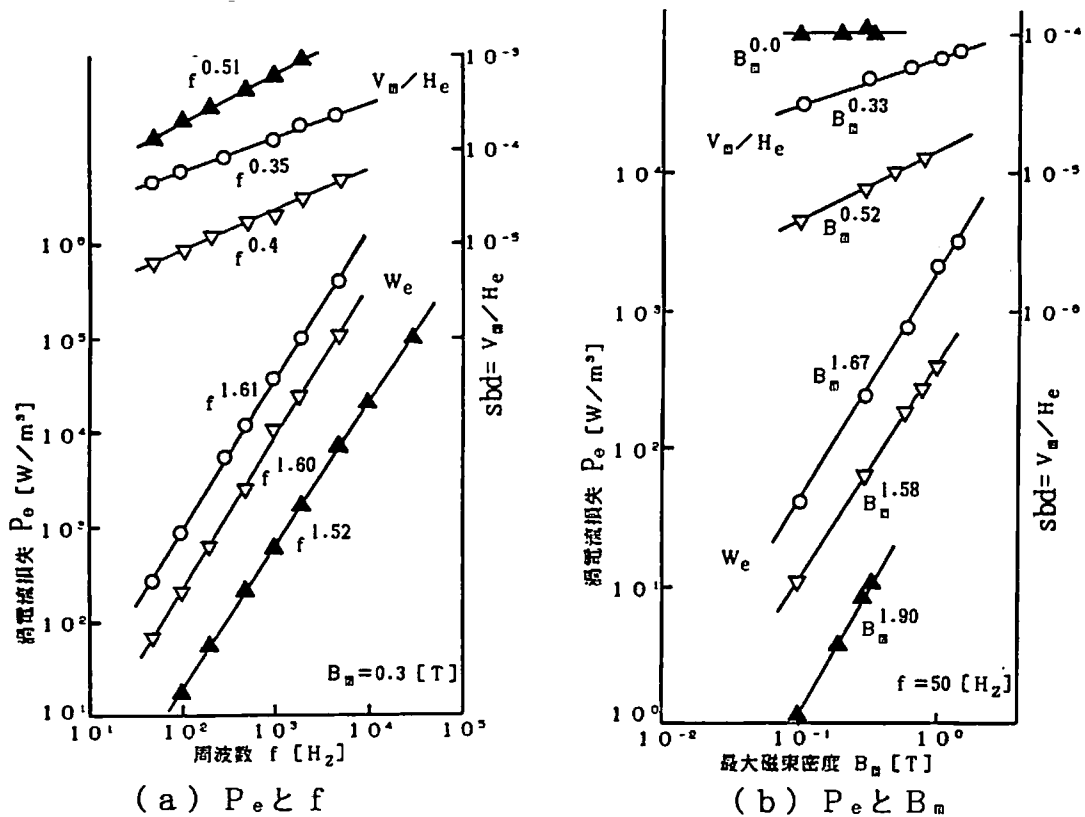 f^0.51
V_m/H_e
f^0.35
f^0.4
W_e
f^1.61
f^1.60
f^1.52
B_m=0.3 [T]
10^6
10^5
10^4
10^3
10^2
10^1
10^-3
10^-4
10^-5
渦電流損失 P_e [W/m³]
sbd=V_m/H_e
10^1 10^2 10^3 10^4 10^5
周波数 f [H_z]
(a) P_eとf
B_m^0.0
B_m^0.33
V_m/H_e
B_m^0.52
B_m^1.67
B_m^1.58
W_e
B_m^1.90
f=50 [H_z]
10^4
10^3
10^2
10^1
10^0
10^-4
10^-5
10^-6
渦電流損失 P_e [W/m³]
sbd=V_m/H_e
10^-2 10^-1 10^0
最大磁束密度 B_m [T]
(b) P_eとB_m